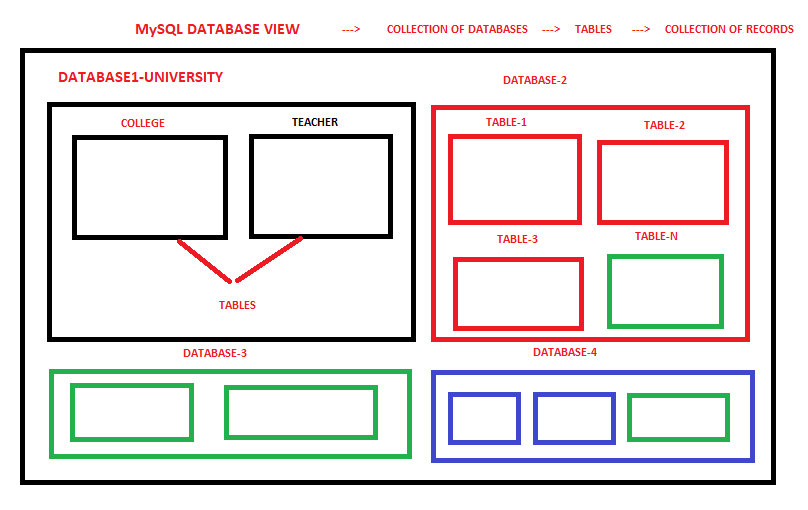 MySQL DATABASE VIEW ---> COLLECTION OF DATABASES ---> TABLES ---> COLLECTION OF RECORDS
DATABASE1-UNIVERSITY
DATABASE-2
COLLEGE
TEACHER
TABLES
TABLE-1
TABLE-2
TABLE-3
TABLE-N
DATABASE-3
DATABASE-4